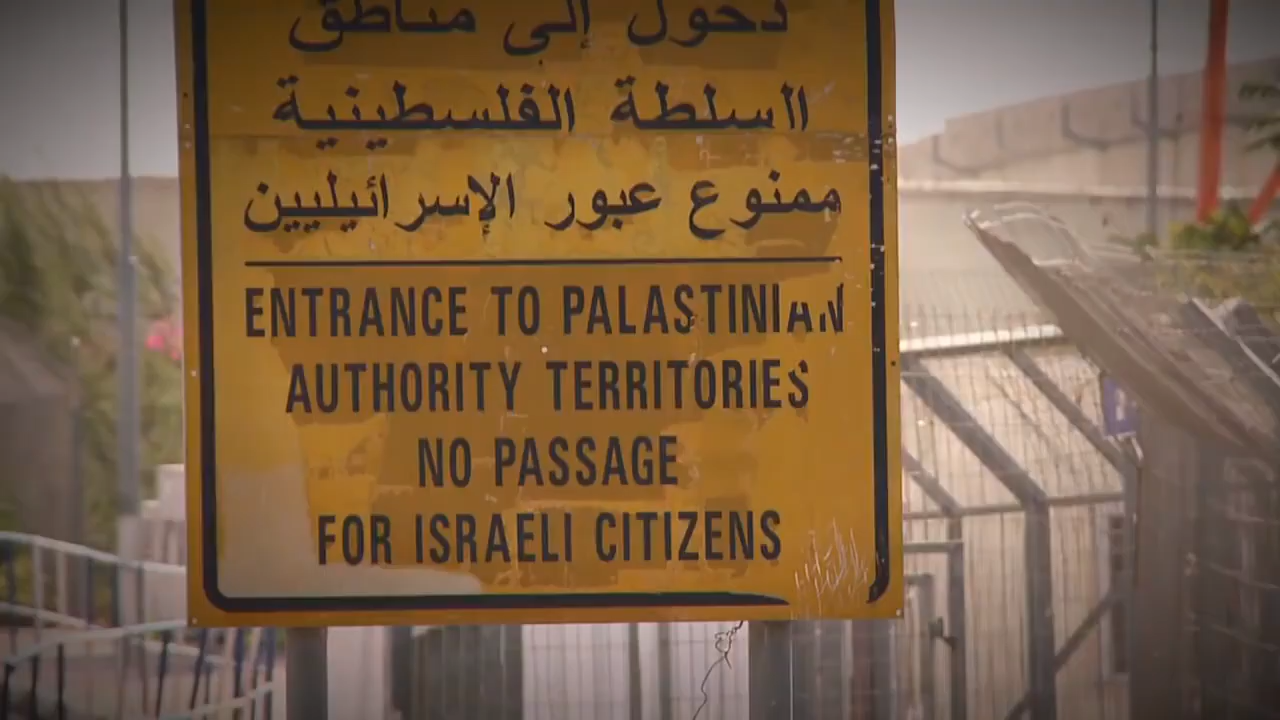 دخول إلى مناطق
السلطة الفلسطينية
ممنوع عبور الإسرائيليين
ENTRANCE TO PALASTINIAN
AUTHORITY TERRITORIES
NO PASSAGE
FOR ISRAELI CITIZENS